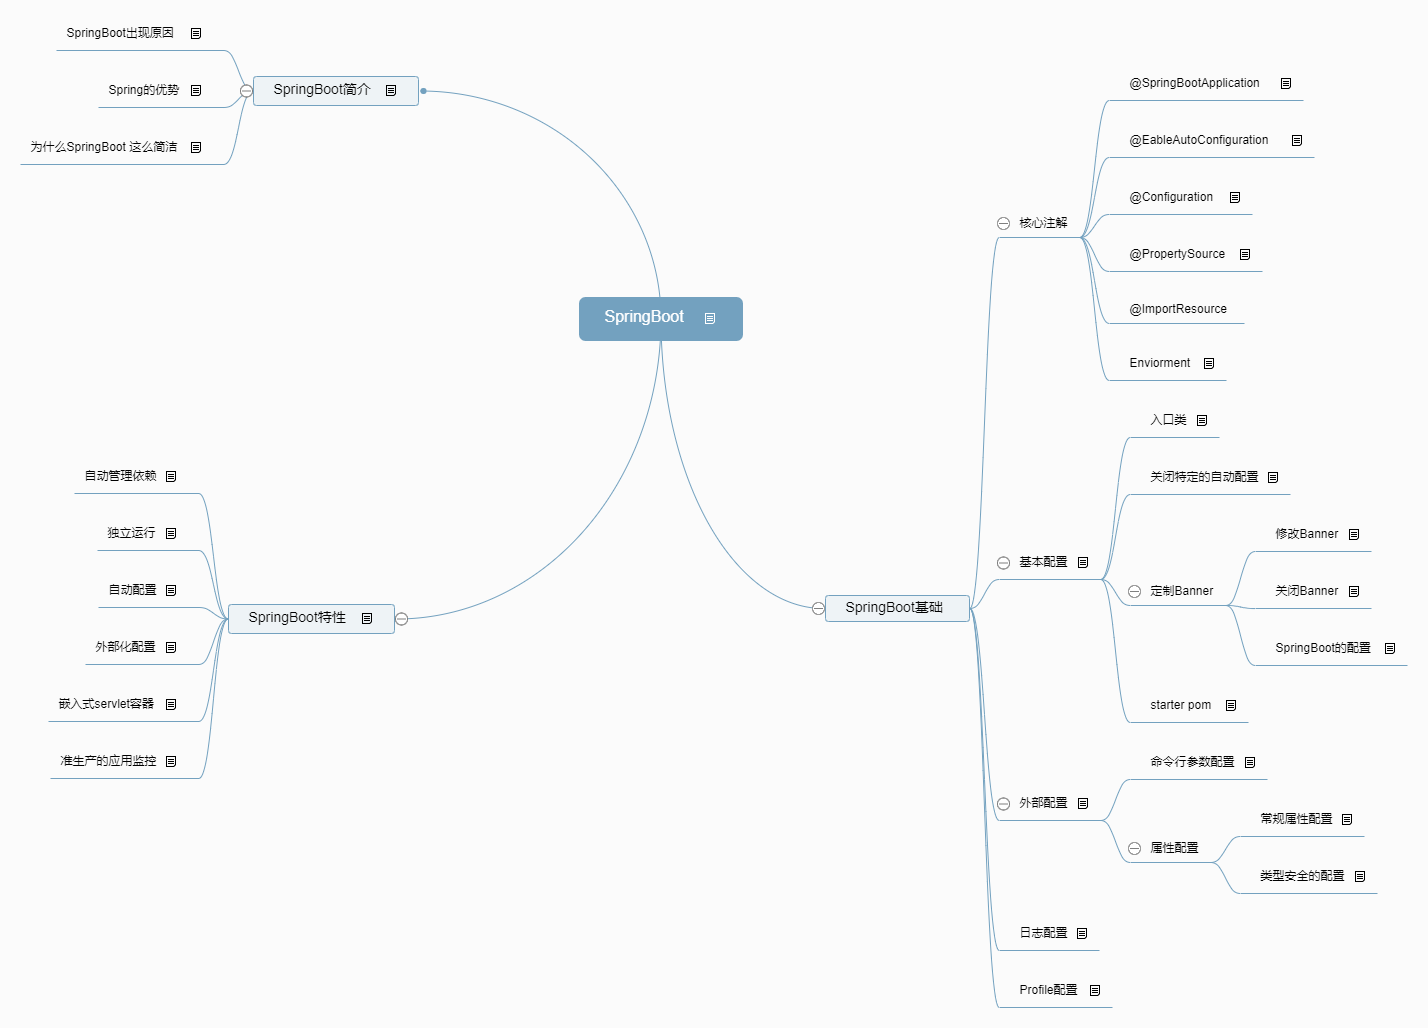 SpringBoot
SpringBoot简介
SpringBoot出现原因
Spring的优势
为什么SpringBoot 这么简洁
SpringBoot特性
自动管理依赖
独立运行
自动配置
外部化配置
嵌入式servlet容器
准生产的应用监控
SpringBoot基础
核心注解
@SpringBootApplication
@EableAutoConfiguration
@Configuration
@PropertySource
@ImportResource
Enviorment
基本配置
入口类
关闭特定的自动配置
定制Banner
修改Banner
关闭Banner
SpringBoot的配置
starter pom
外部配置
命令行参数配置
属性配置
常规属性配置
类型安全的配置
日志配置
Profile配置